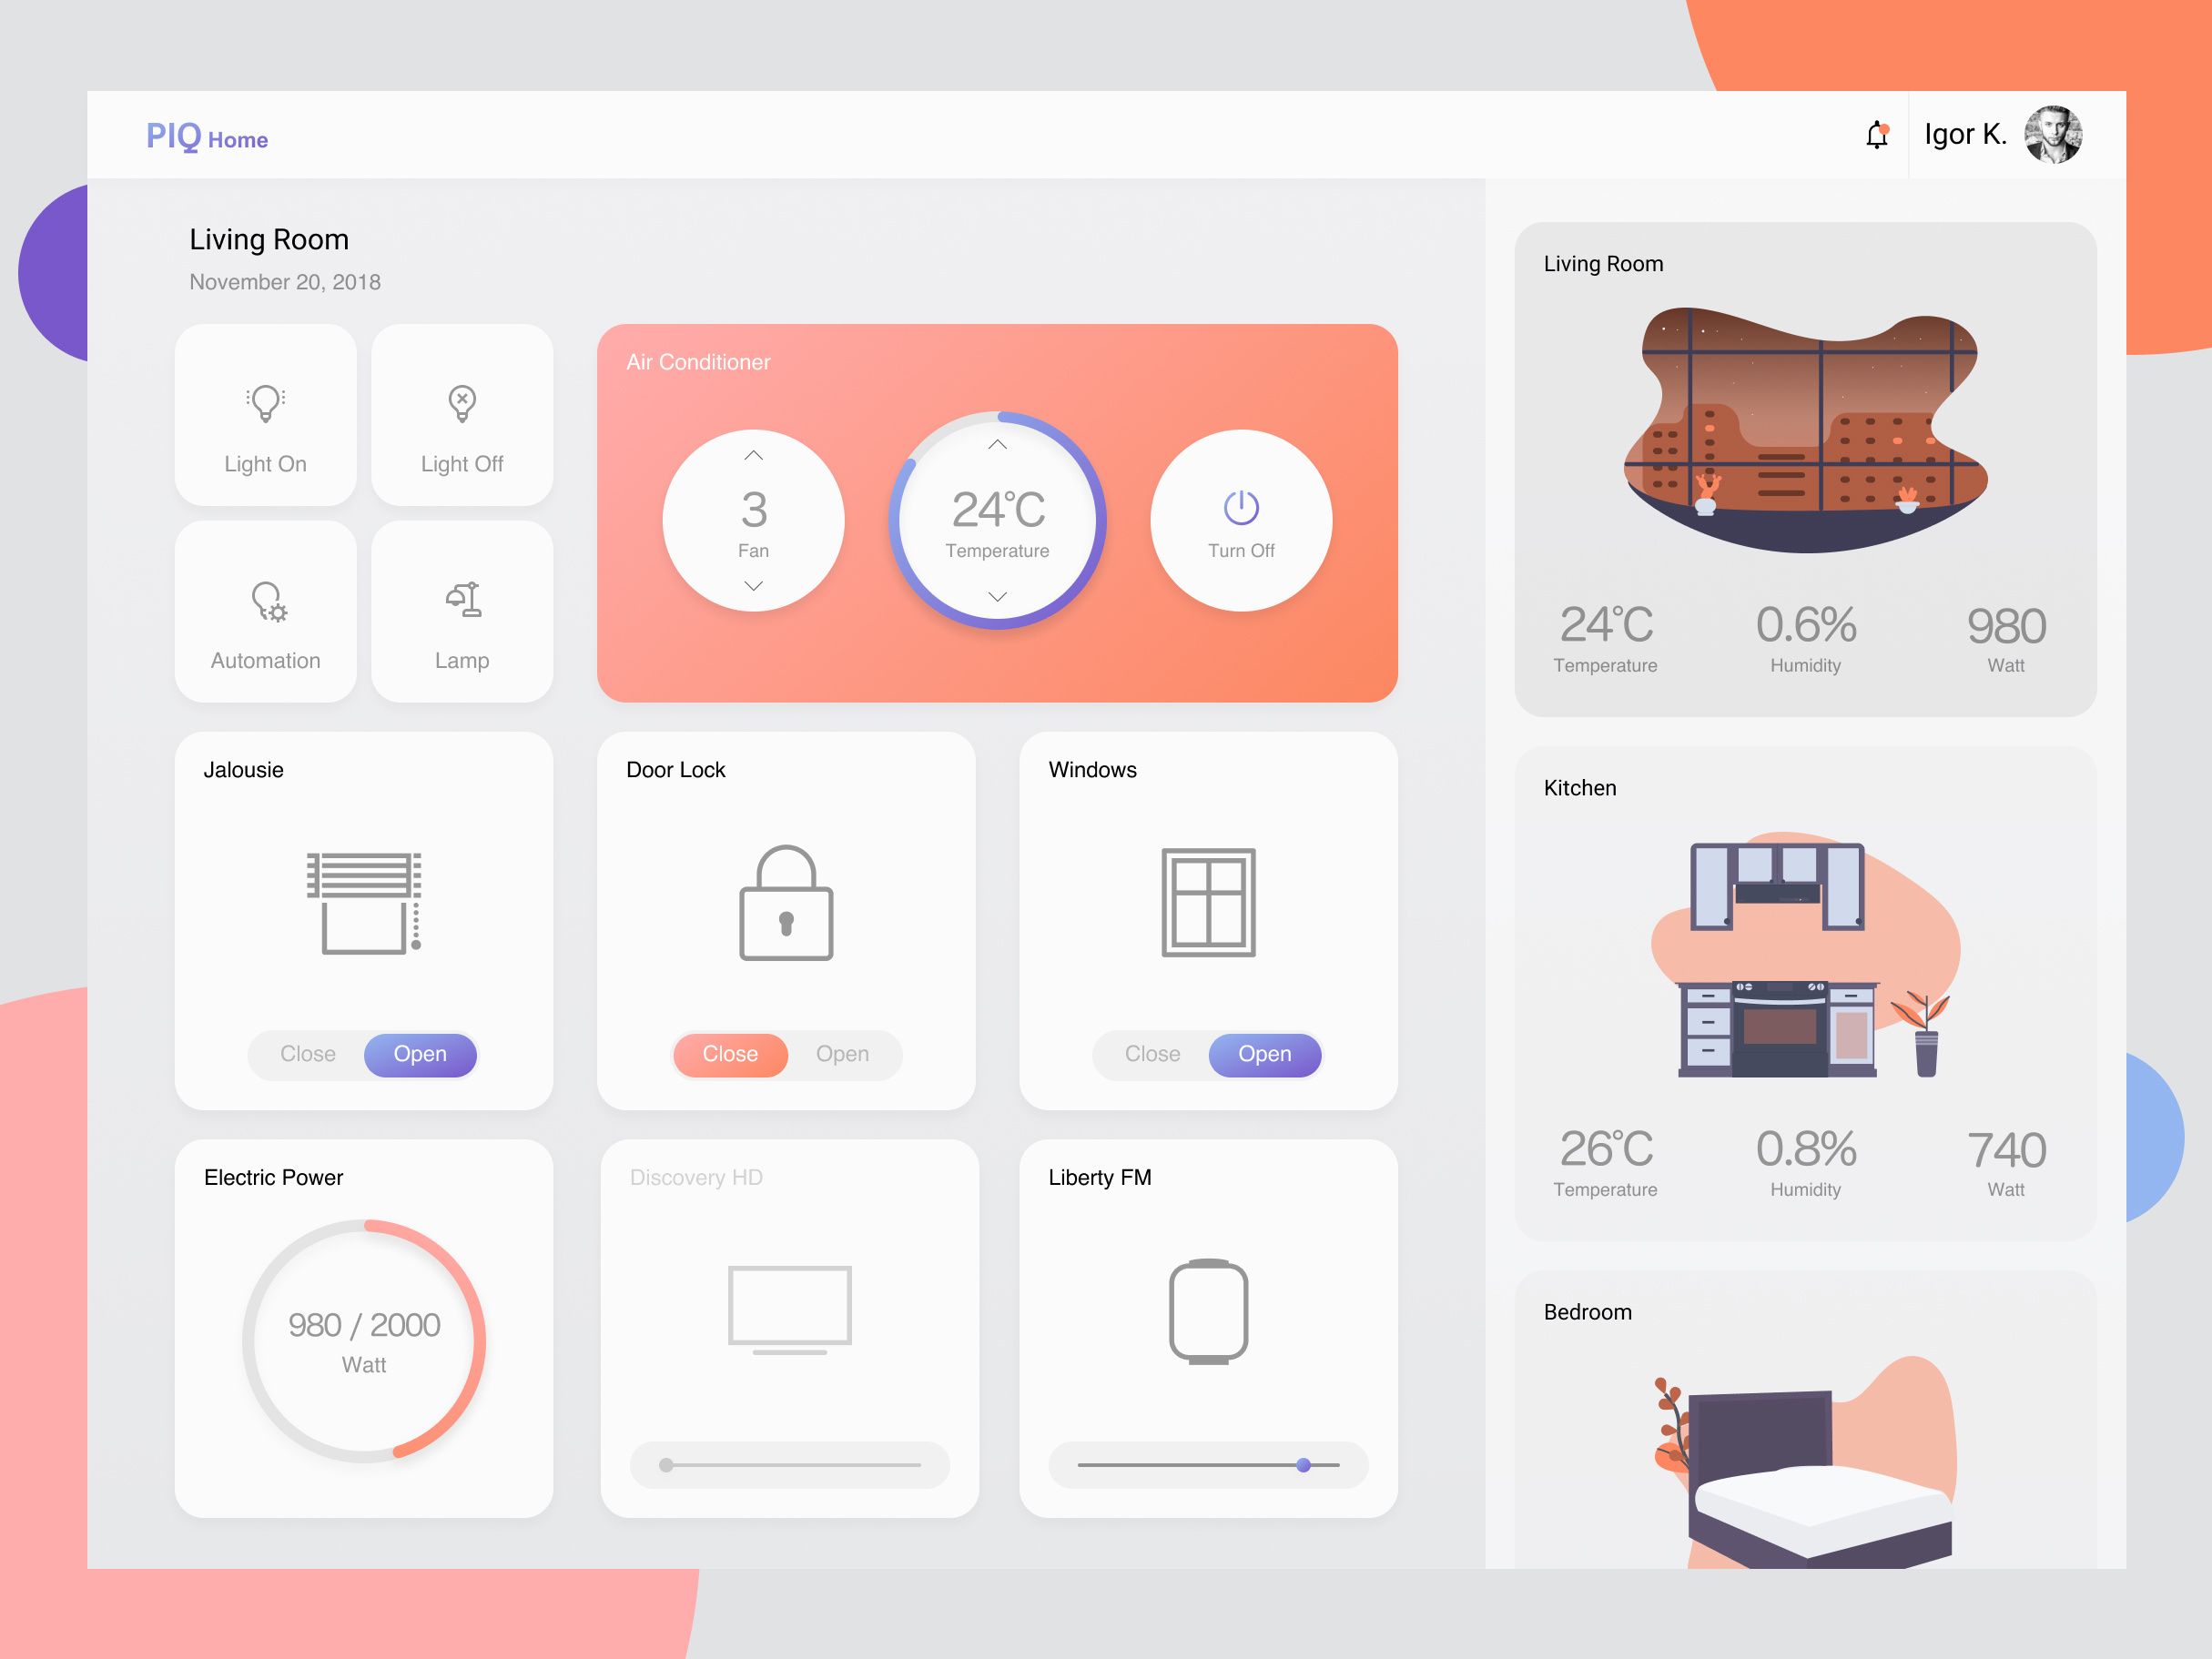 PIQ Home
Igor K.
Living Room
November 20, 2018
Light On
Light Off
Automation
Lamp
Air Conditioner
3
Fan
24°C
Temperature
Turn Off
Jalousie
Close Open
Door Lock
Close Open
Windows
Close Open
Electric Power
980 / 2000
Watt
Discovery HD
Liberty FM
Living Room
24°C 0.6% 980
Temperature Humidity Watt
Kitchen
26°C 0.8% 740
Temperature Humidity Watt
Bedroom